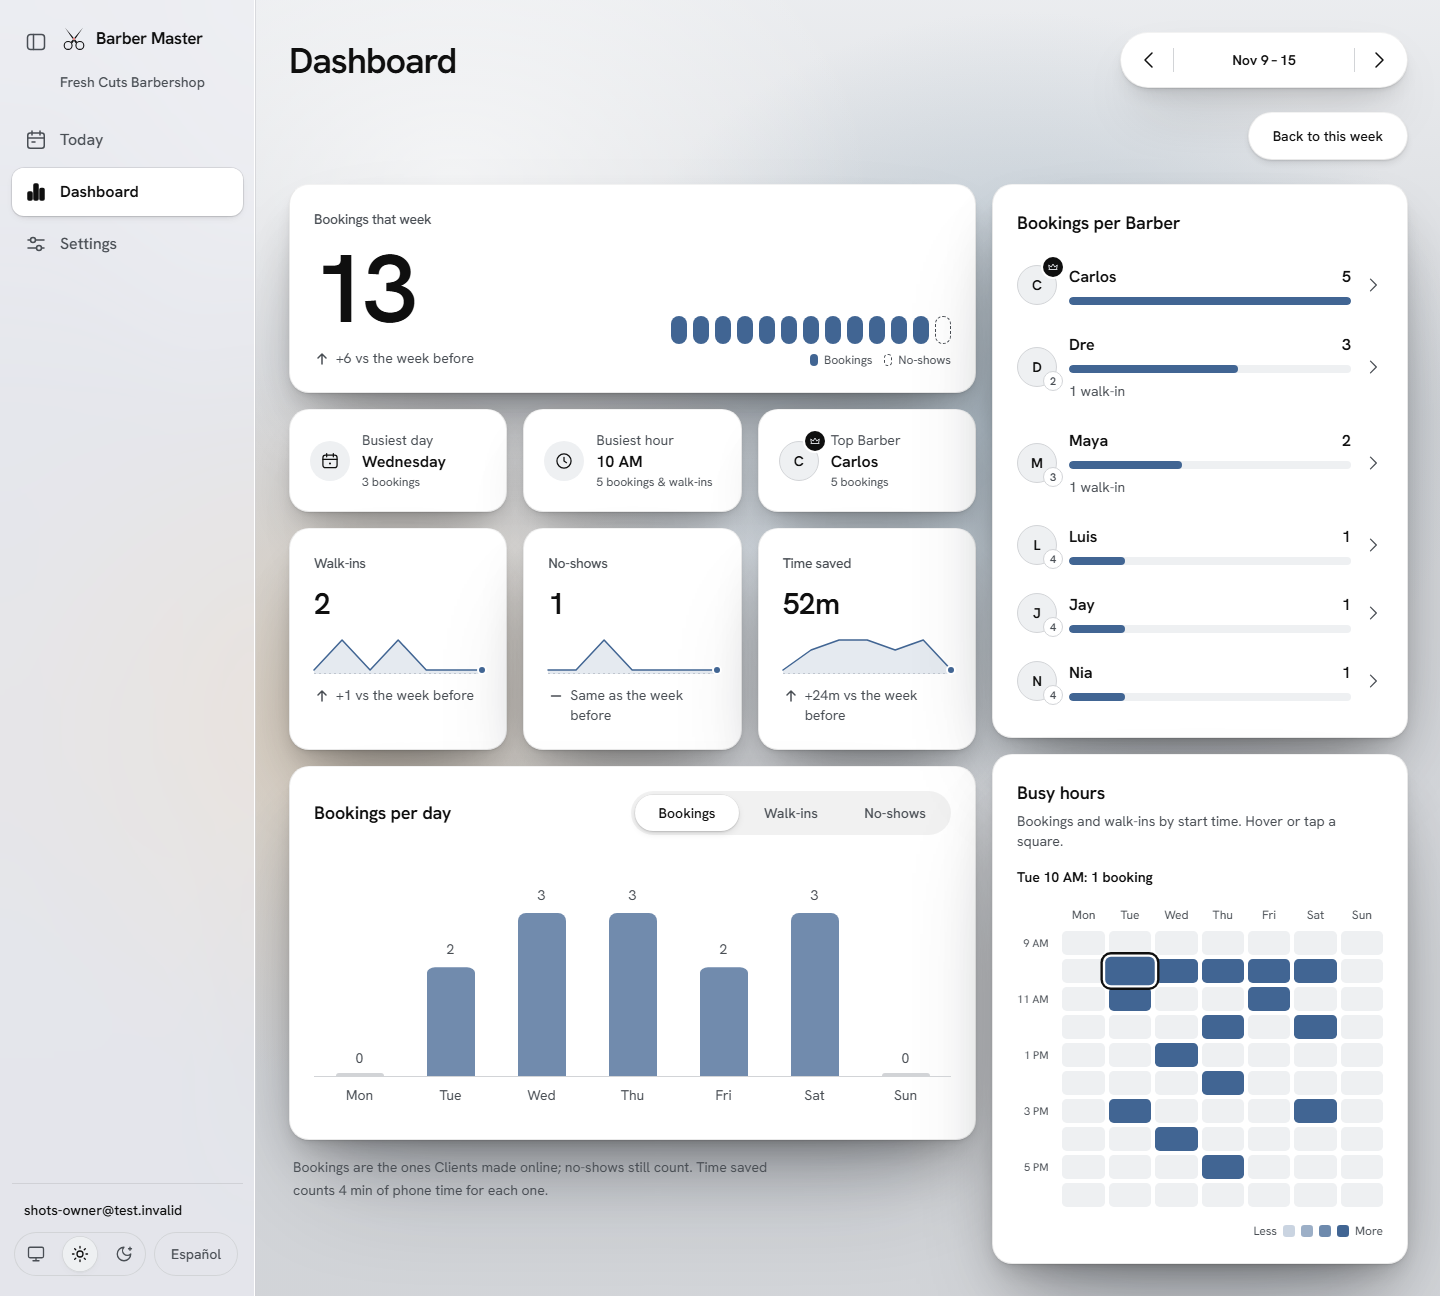 Barber Master
Fresh Cuts Barbershop
Today
Dashboard
Settings
shots-owner@test.invalid
Español
Dashboard
Nov 9 – 15
Back to this week
Bookings that week
13
+6 vs the week before
Bookings
No-shows
Busiest day
Wednesday
3 bookings
Busiest hour
10 AM
5 bookings & walk-ins
C
Top Barber
Carlos
5 bookings
Walk-ins
2
+1 vs the week before
No-shows
1
Same as the week
before
Time saved
52m
+24m vs the week
before
Bookings per day
Bookings
Walk-ins
No-shows
0
2
3
3
2
3
0
Mon
Tue
Wed
Thu
Fri
Sat
Sun
Bookings are the ones Clients made online; no-shows still count. Time saved
counts 4 min of phone time for each one.
Bookings per Barber
C
Carlos
5
D
2
Dre
3
1 walk-in
M
3
Maya
2
1 walk-in
L
4
Luis
1
J
4
Jay
1
N
4
Nia
1
Busy hours
Bookings and walk-ins by start time. Hover or tap a
square.
Tue 10 AM: 1 booking
Mon Tue Wed Thu Fri Sat Sun
9 AM
11 AM
1 PM
3 PM
5 PM
Less
More